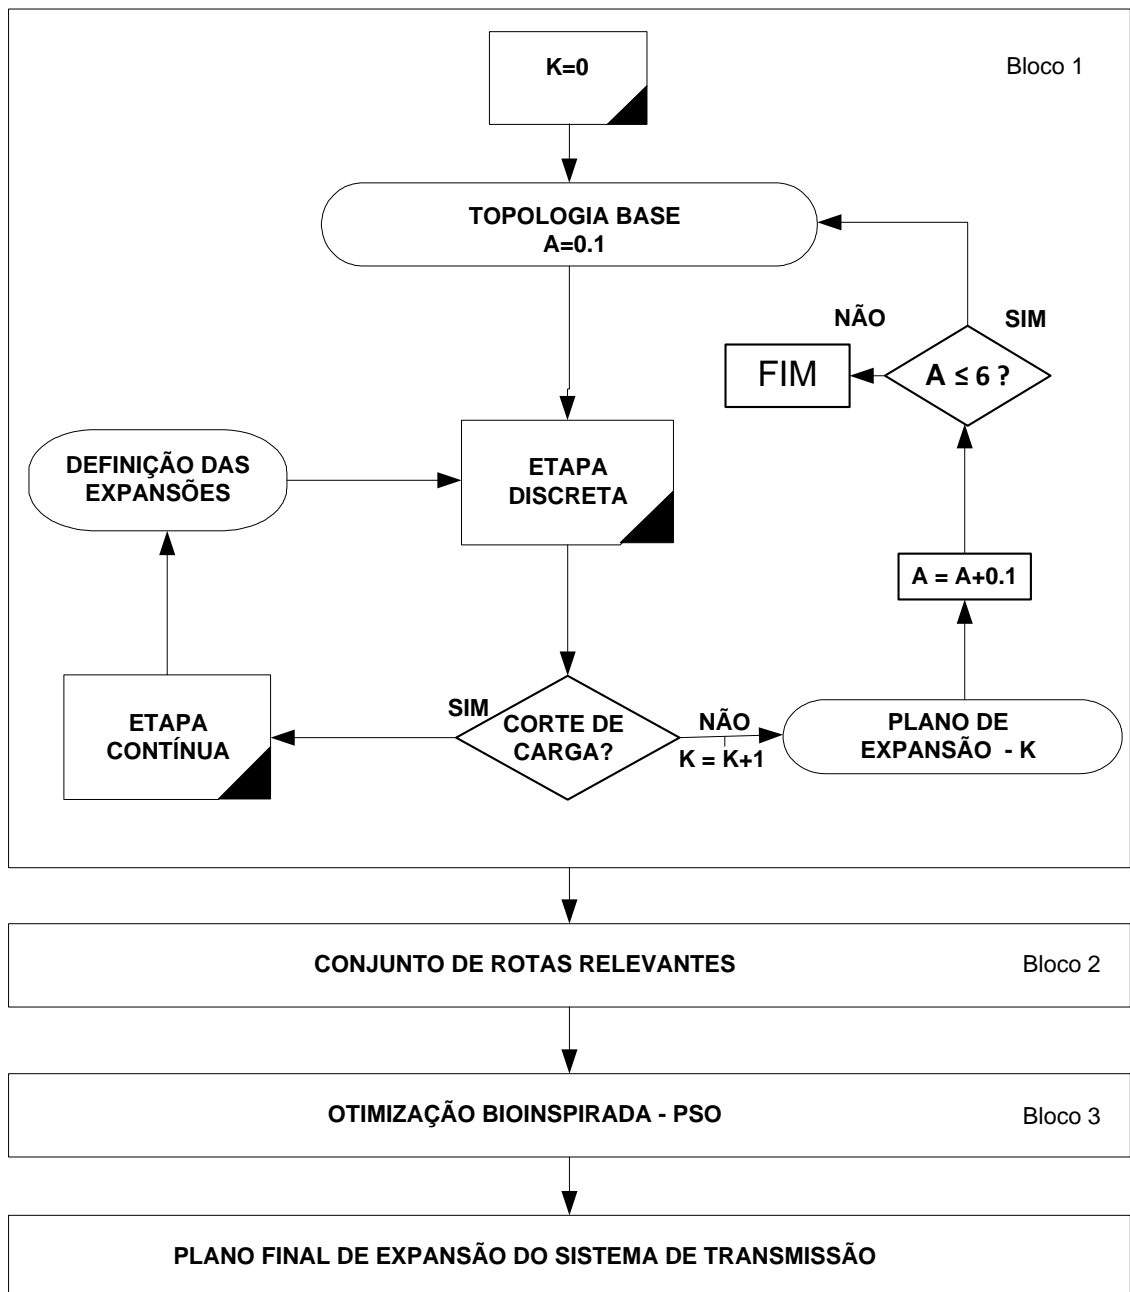 K=0
Bloco 1
TOPOLOGIA BASE
A=0.1
NÃO
SIM
FIM
A ≤ 6 ?
DEFINIÇÃO DAS
EXPANSÕES
ETAPA
DISCRETA
A = A+0.1
SIM
NÃO
K = K+1
ETAPA
CONTÍNUA
CORTE DE
CARGA?
PLANO DE
EXPANSÃO - K
CONJUNTO DE ROTAS RELEVANTES
Bloco 2
OTIMIZAÇÃO BIOINSPIRADA - PSO
Bloco 3
PLANO FINAL DE EXPANSÃO DO SISTEMA DE TRANSMISSÃO